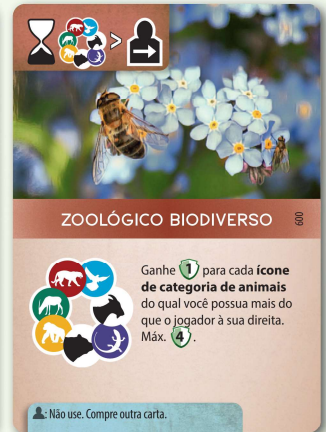 >
ZOOLÓGICO BIODIVERSO
009
Ganhe 1 para cada ícone
de categoria de animais
do qual você possua mais do
que o jogador à sua direita.
Máx. 4.
: Não use. Compre outra carta.